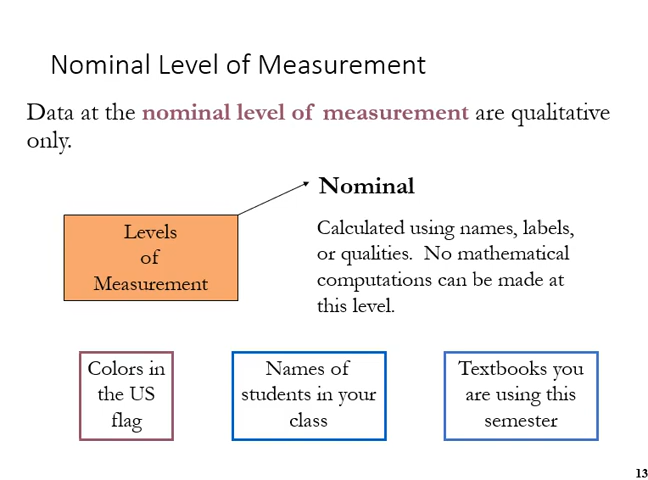 Nominal Level of Measurement
Data at the nominal level of measurement are qualitative
only.
Nominal
Levels
of
Measurement
Calculated using names, labels,
or qualities.  No mathematical
computations can be made at
this level.
Colors in
the US
flag
Names of
students in your
class
Textbooks you
are using this
semester
13